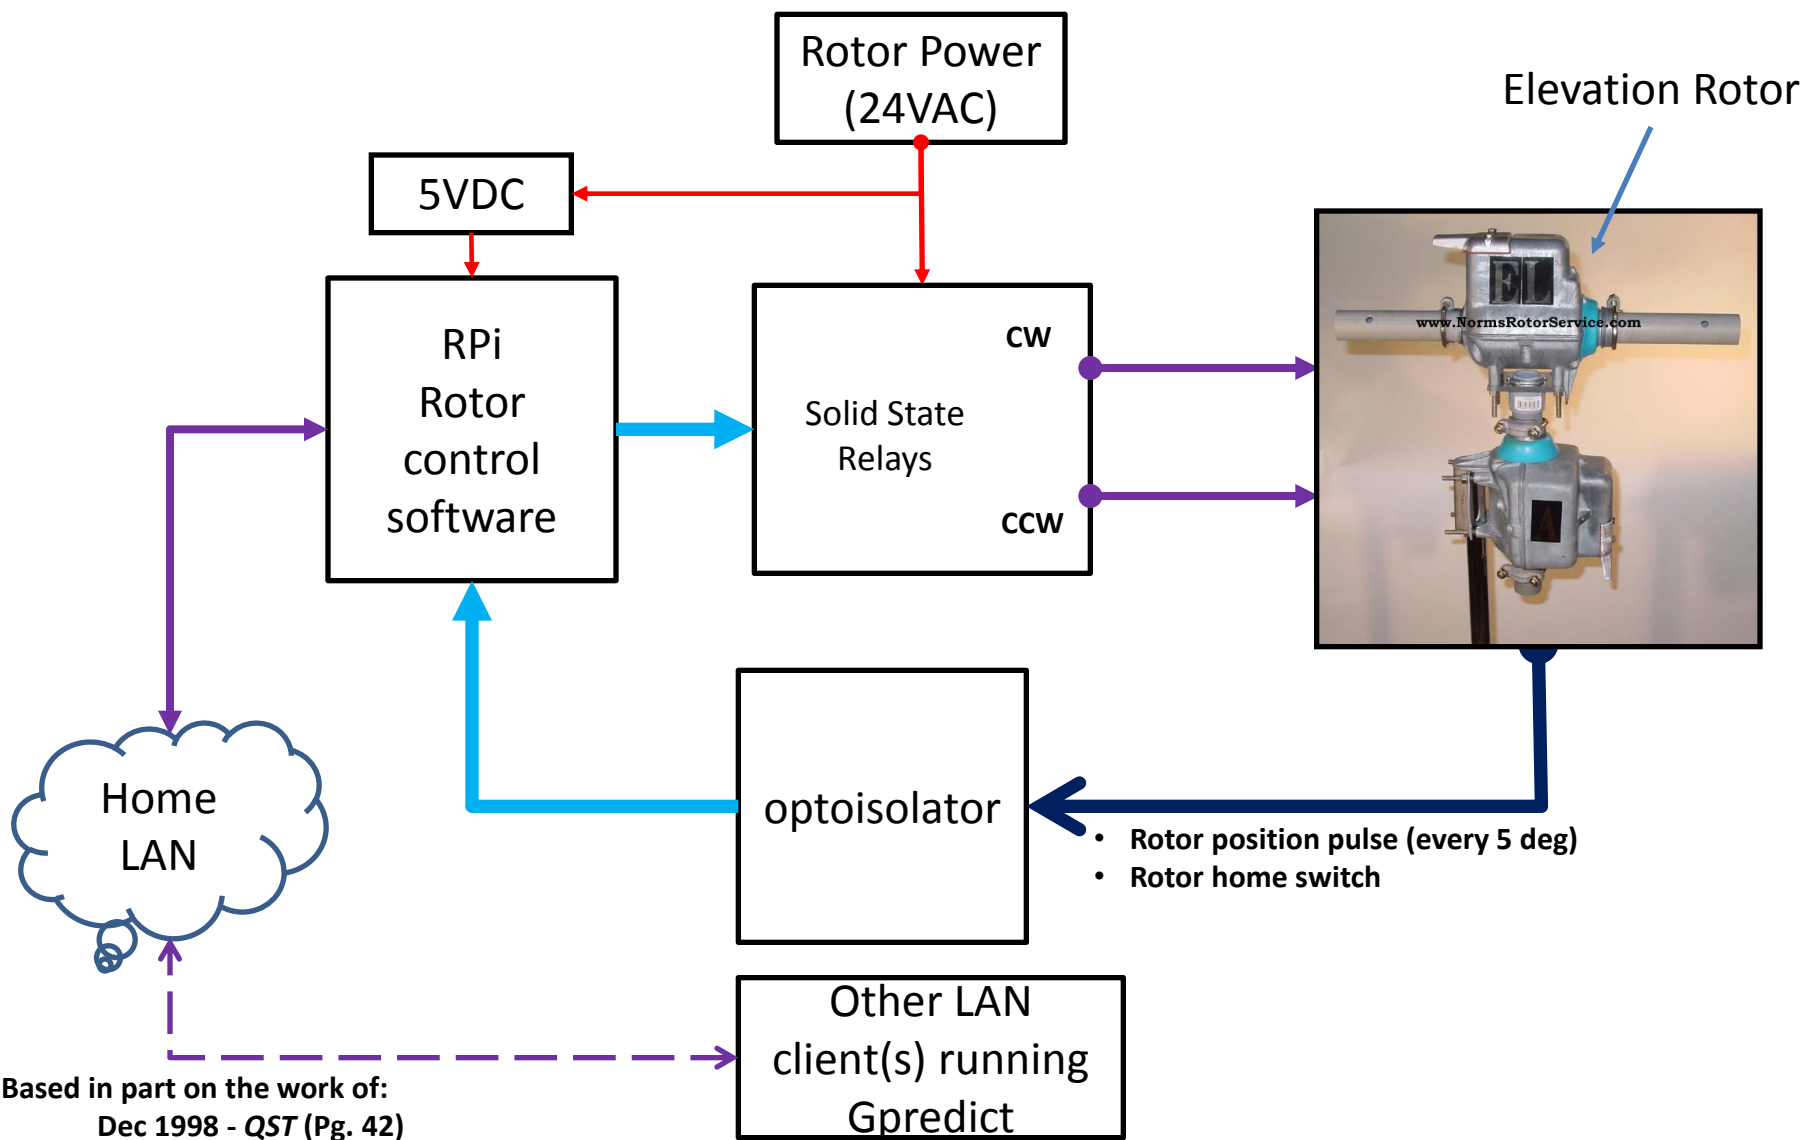 Rotor Power
(24VAC)
Elevation Rotor
5VDC
RPi
Rotor
control
software
CW
Solid State
Relays
CCW
EL
www.NormsRotorService.com
A
Home
LAN
optoisolator
• Rotor position pulse (every 5 deg)
• Rotor home switch
Other LAN
client(s) running
Gpredict
Based in part on the work of:
Dec 1998 - QST (Pg. 42)